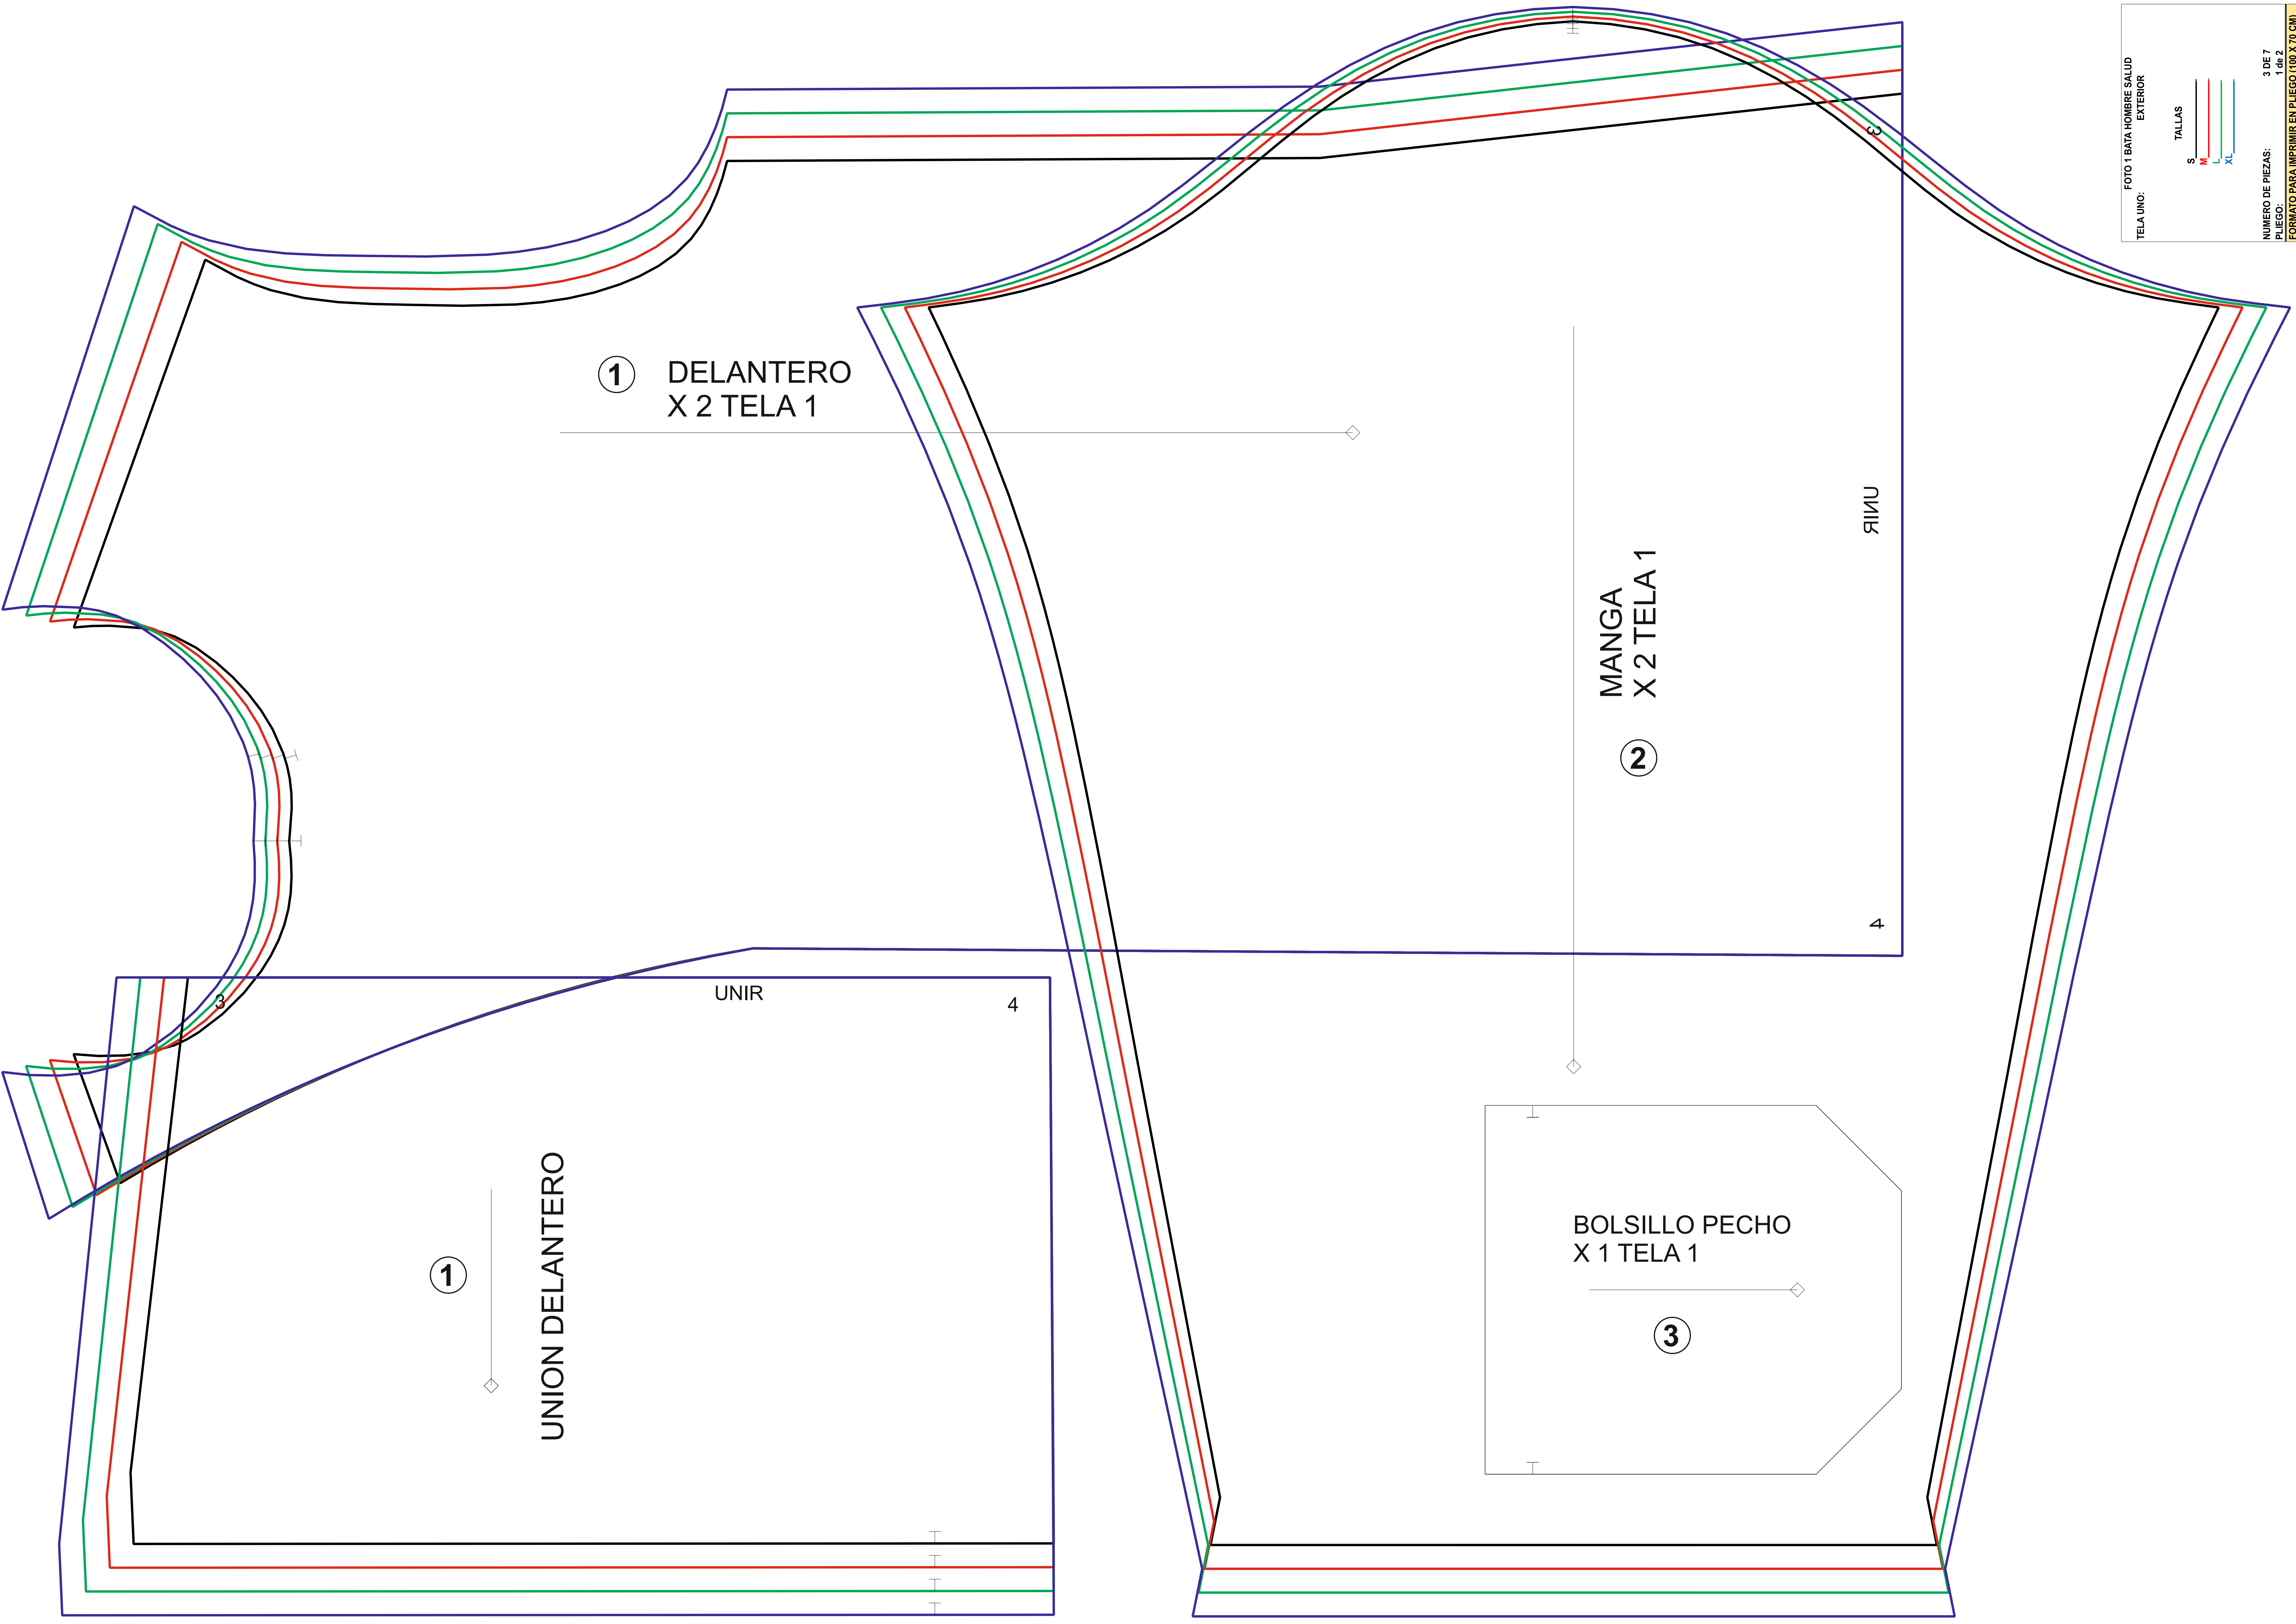 FOTO 1 BATA HOMBRE SALUD
TELA UNO: EXTERIOR
TALLAS
S
M
L
XL
NUMERO DE PIEZAS: 3 DE 7
PLIEGO: 1 de 2
FORMATO PARA IMPRIMIR EN PLIEGO (100 X 70 CM)
1 DELANTERO
X 2 TELA 1
3
UNIR
4
MANGA
X 2 TELA 1
2
3
UNIR
4
1
UNION DELANTERO
BOLSILLO PECHO
X 1 TELA 1
3